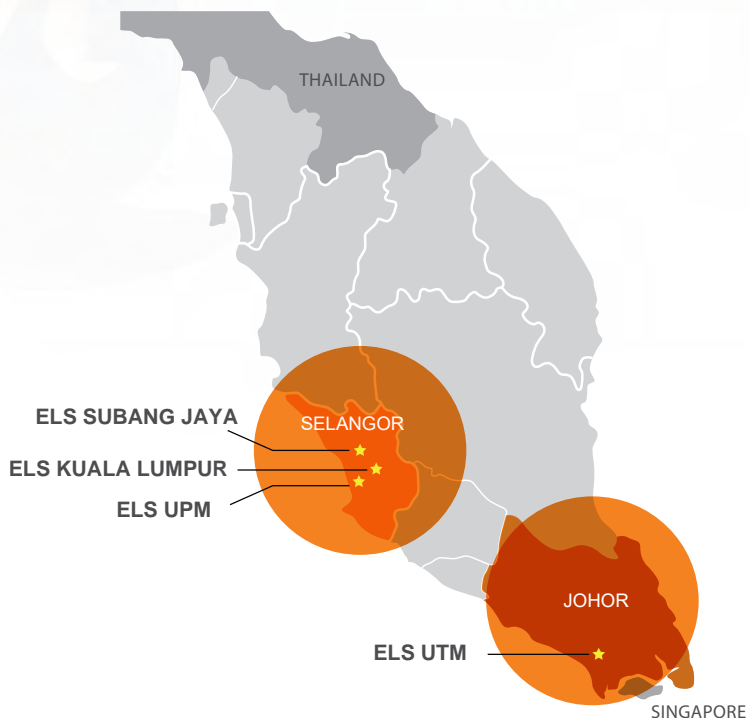 THAILAND
ELS SUBANG JAYA
SELANGOR
ELS KUALA LUMPUR
ELS UPM
JOHOR
ELS UTM
SINGAPORE